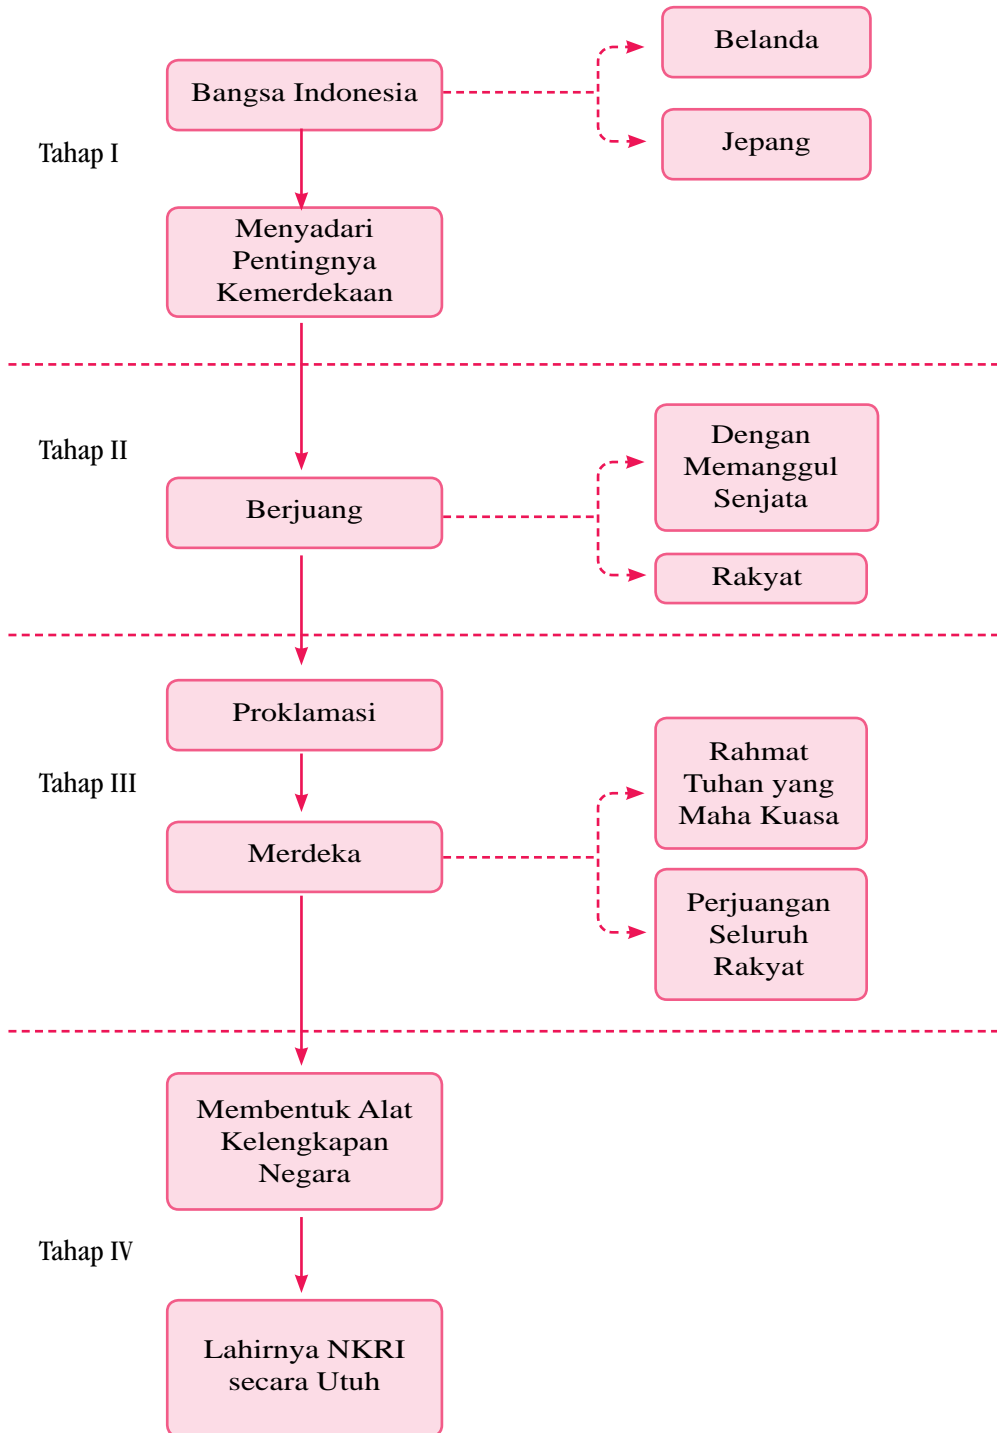 Belanda
Bangsa Indonesia
Jepang
Tahap I
Menyadari
Pentingnya
Kemerdekaan
Tahap II
Dengan
Memanggul
Senjata
Berjuang
Rakyat
Proklamasi
Tahap III
Rahmat
Tuhan yang
Maha Kuasa
Merdeka
Perjuangan
Seluruh
Rakyat
Membentuk Alat
Kelengkapan
Negara
Tahap IV
Lahirnya NKRI
secara Utuh